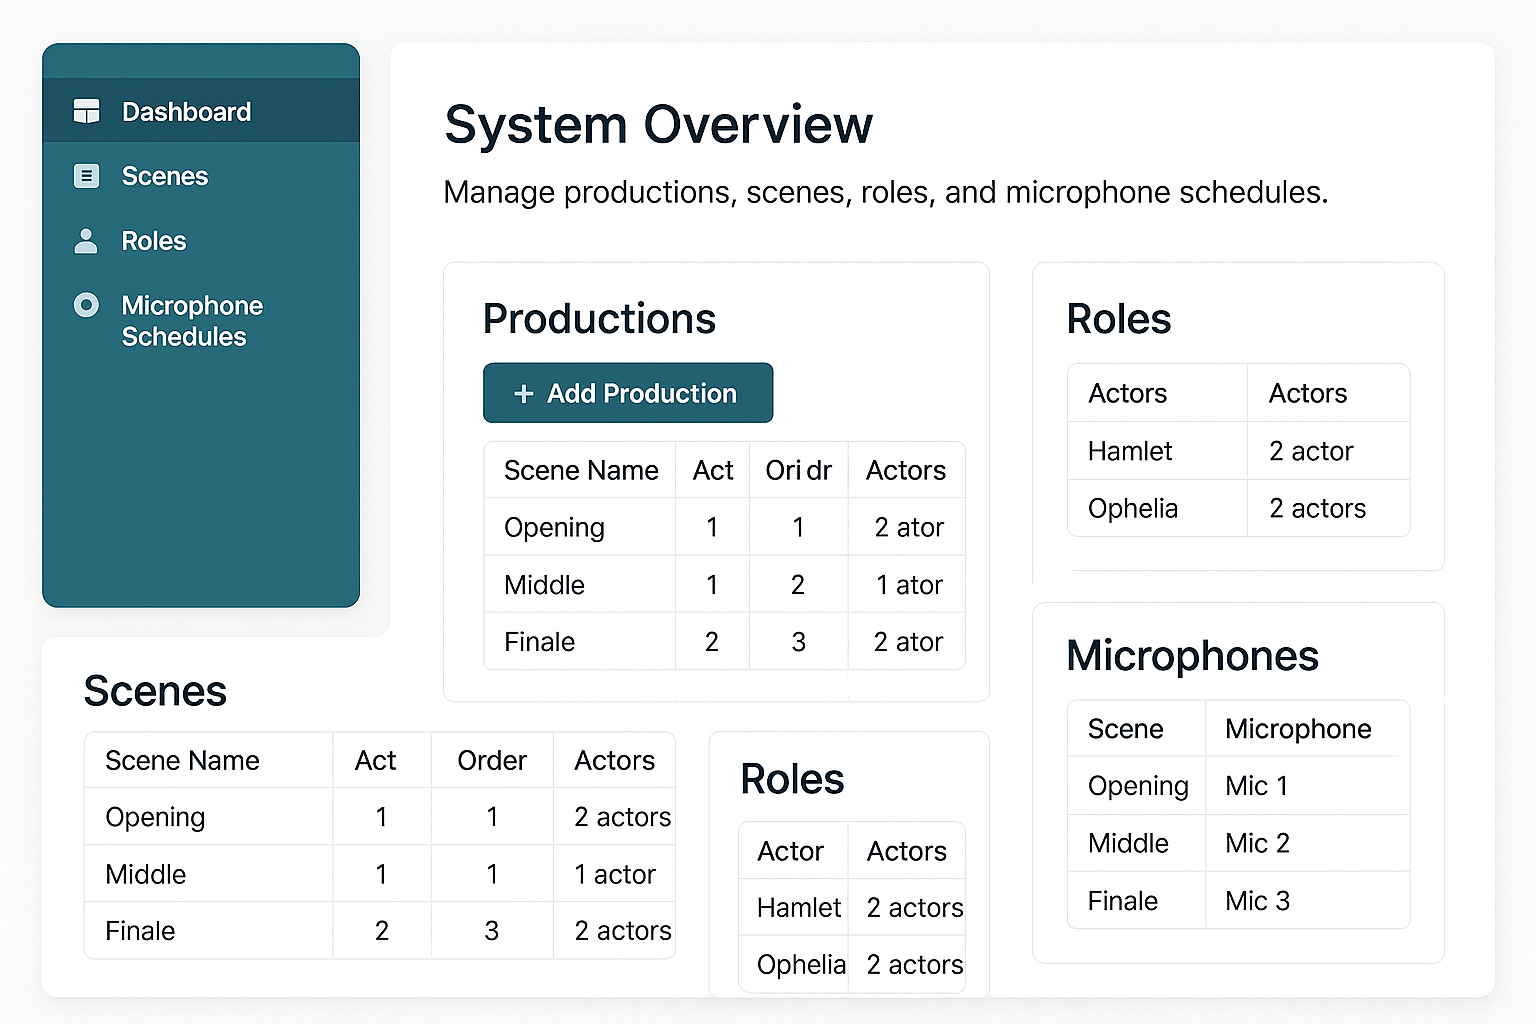 Dashboard
Scenes
Roles
Microphone
Schedules
System Overview
Manage productions, scenes, roles, and microphone schedules.
Productions
+ Add Production
Scene Name Act Ori dr Actors
Opening 1 1 2 ator
Middle 1 2 1 ator
Finale 2 3 2 ator
Roles
Actors Actors
Hamlet 2 actor
Ophelia 2 actors
Scenes
Scene Name Act Order Actors
Opening 1 1 2 actors
Middle 1 1 1 actor
Finale 2 3 2 actors
Roles
Actor Actors
Hamlet 2 actors
Ophelia 2 actors
Microphones
Scene Microphone
Opening Mic 1
Middle Mic 2
Finale Mic 3